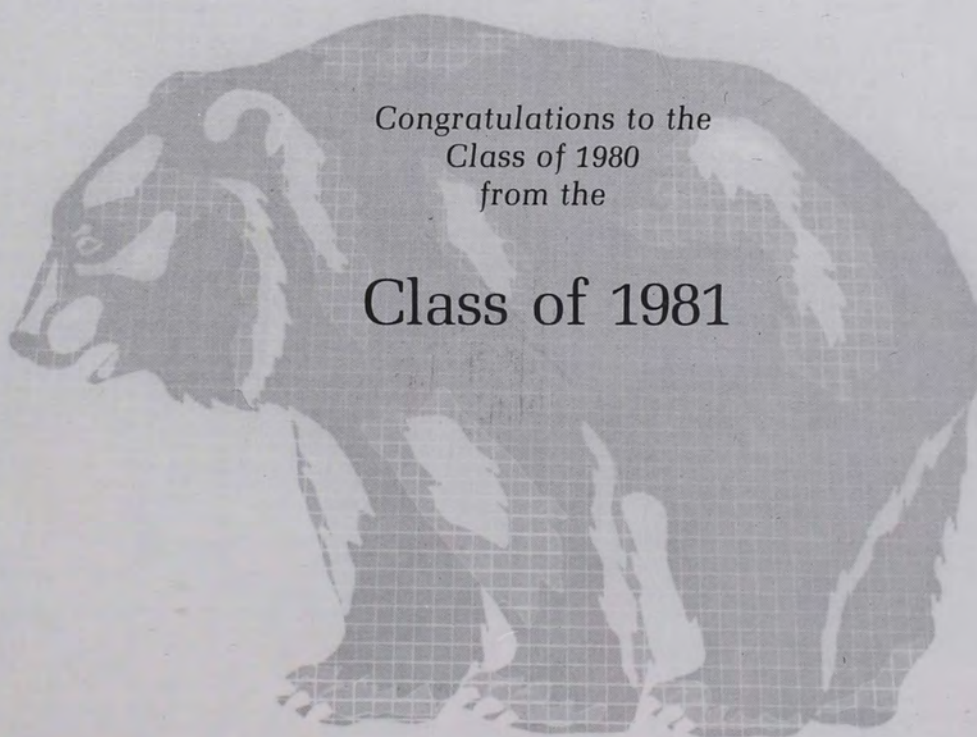 Congratulations to the
Class of 1980
from the
Class of 1981